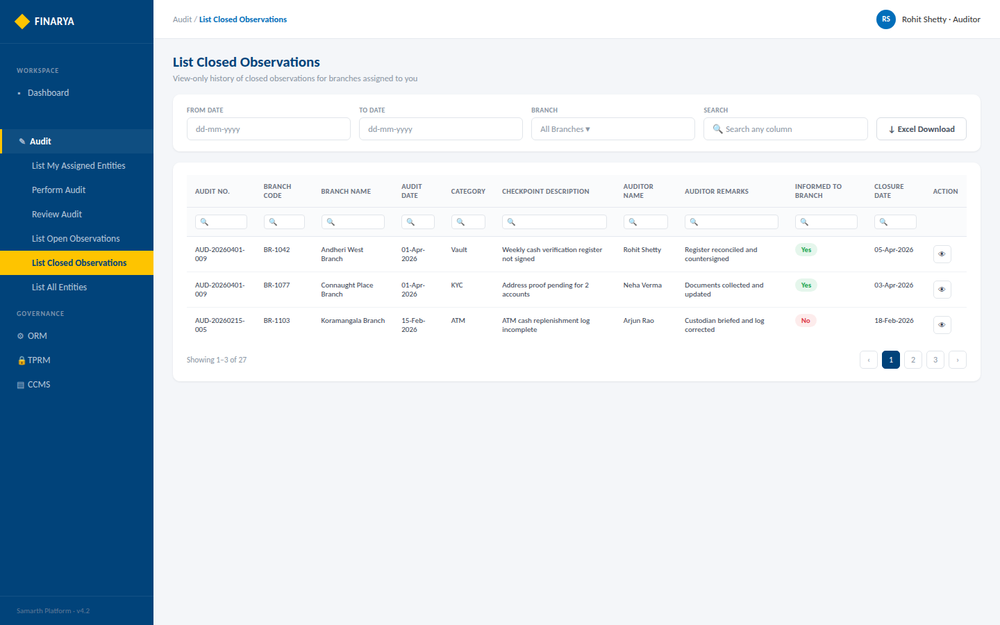 FINARYA
Audit / List Closed Observations
RS
Rohit Shetty · Auditor
WORKSPACE
Dashboard
Audit
List My Assigned Entities
Perform Audit
Review Audit
List Open Observations
List Closed Observations
List All Entities
GOVERNANCE
ORM
TPRM
CCMS
Samarth Platform - v4.2
List Closed Observations
View-only history of closed observations for branches assigned to you
FROM DATE
TO DATE
BRANCH
SEARCH
dd-mm-yyyy
dd-mm-yyyy
All Branches ▾
🔍 Search any column
↓ Excel Download
AUDIT NO.
BRANCH
CODE
BRANCH NAME
AUDIT
DATE
CATEGORY
CHECKPOINT DESCRIPTION
AUDITOR
NAME
AUDITOR REMARKS
INFORMED TO
BRANCH
CLOSURE
DATE
ACTION
AUD-20260401-
009
BR-1042
Andheri West
Branch
01-Apr-
2026
Vault
Weekly cash verification register
not signed
Rohit Shetty
Register reconciled and
countersigned
Yes
05-Apr-2026
AUD-20260401-
009
BR-1077
Connaught Place
Branch
01-Apr-
2026
KYC
Address proof pending for 2
accounts
Neha Verma
Documents collected and
updated
Yes
03-Apr-2026
AUD-20260215-
005
BR-1103
Koramangala Branch
15-Feb-
2026
ATM
ATM cash replenishment log
incomplete
Arjun Rao
Custodian briefed and log
corrected
No
18-Feb-2026
Showing 1–3 of 27
‹
1
2
3
›